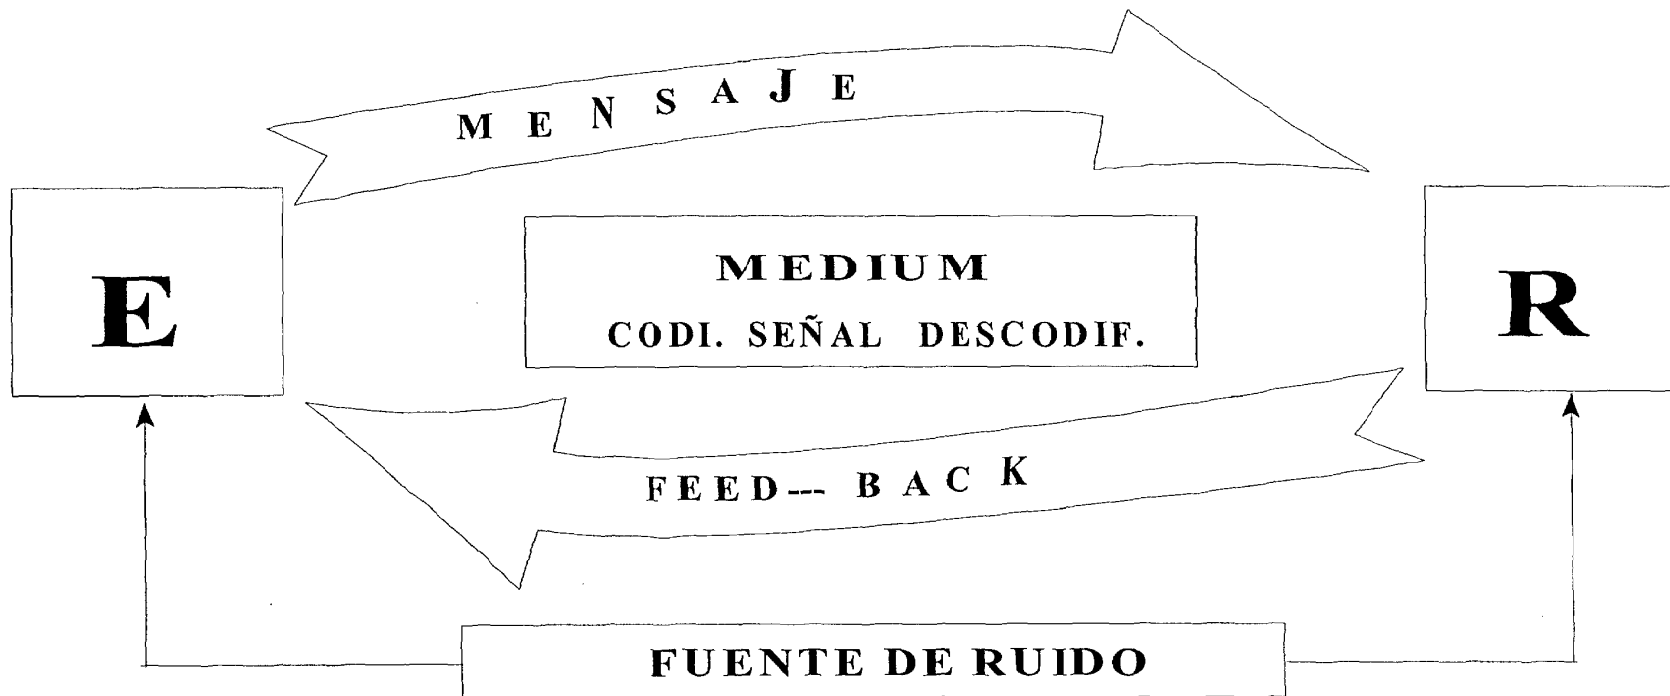 MENSAJE
E
MEDIUM
CODI. SEÑAL DESCODIF.
R
FEED--- BACK
FUENTE DE RUIDO